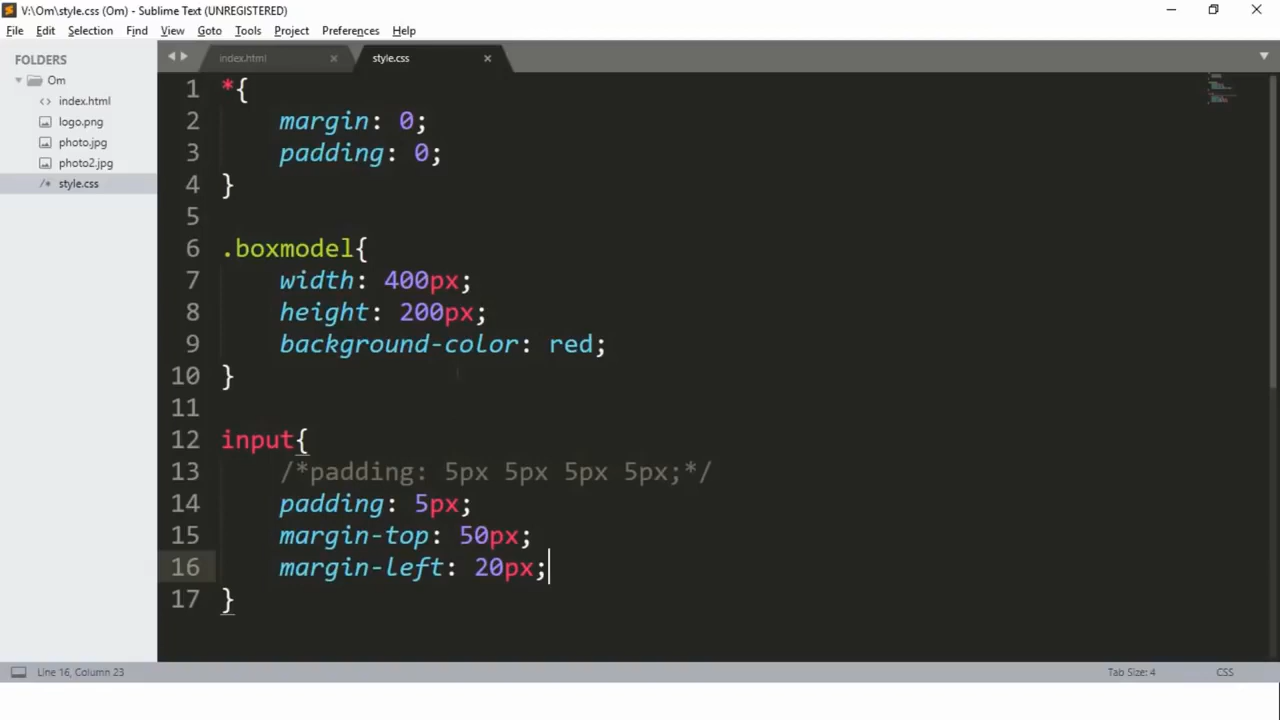 V:\Om\style.css (Om) - Sublime Text (UNREGISTERED)
File Edit Selection Find View Goto Tools Project Preferences Help
FOLDERS
Om
index.html
logo.png
photo.jpg
photo2.jpg
/* style.css
index.html
style.css
1 *{
2 margin: 0;
3 padding: 0;
4 }
5
6 .boxmodel{
7 width: 400px;
8 height: 200px;
9 background-color: red;
10 }
11
12 input{
13 /*padding: 5px 5px 5px 5px;*/
14 padding: 5px;
15 margin-top: 50px;
16 margin-left: 20px;
17 }
Line 16, Column 23
Tab Size: 4
CSS